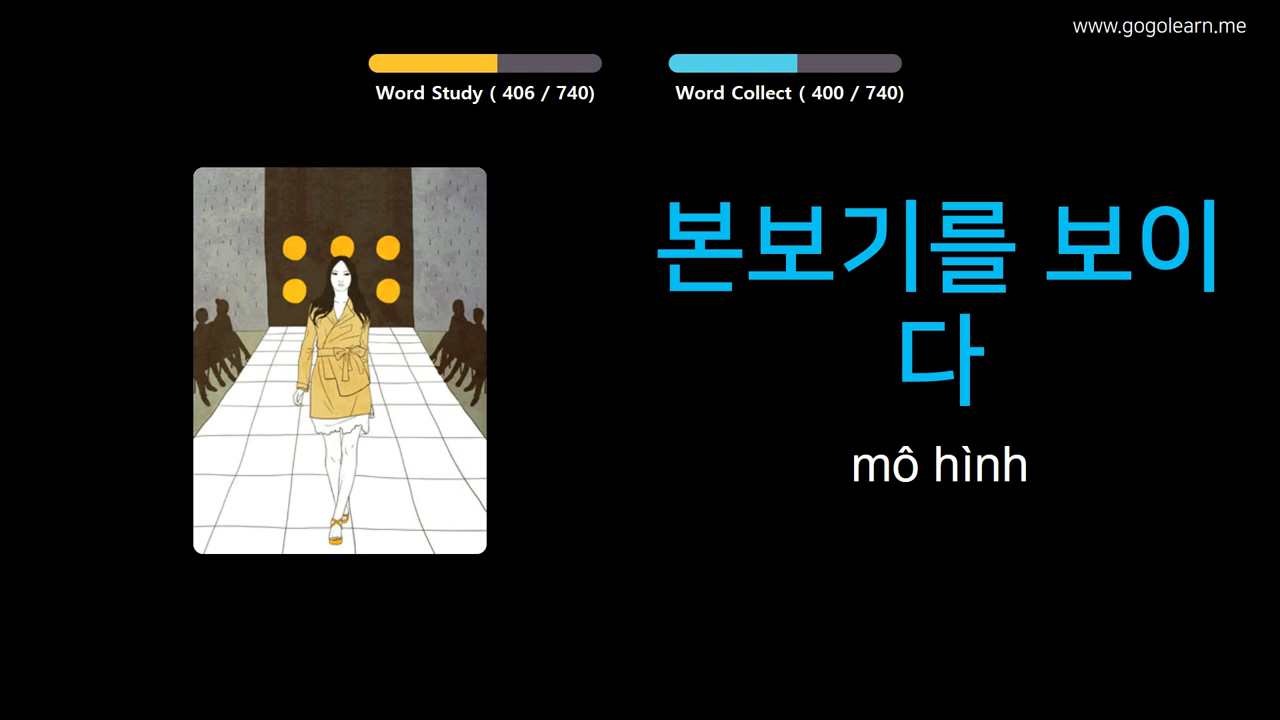 www.gogolearn.me
Word Study ( 406 / 740)
Word Collect ( 400 / 740)
본보기를 보이
다
mô hình